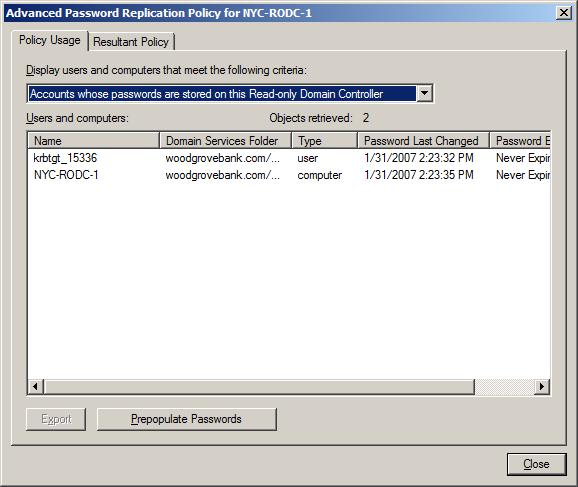 Advanced Password Replication Policy for NYC-RODC-1
Policy Usage Resultant Policy
Display users and computers that meet the following criteria:
Accounts whose passwords are stored on this Read-only Domain Controller
Users and computers: Objects retrieved: 2
Name Domain Services Folder Type Password Last Changed Password E
krbtgt_15336 woodgrovebank.com/... user 1/31/2007 2:23:32 PM Never Expir
NYC-RODC-1 woodgrovebank.com/... computer 1/31/2007 2:23:35 PM Never Expir
Export Prepopulate Passwords
Close